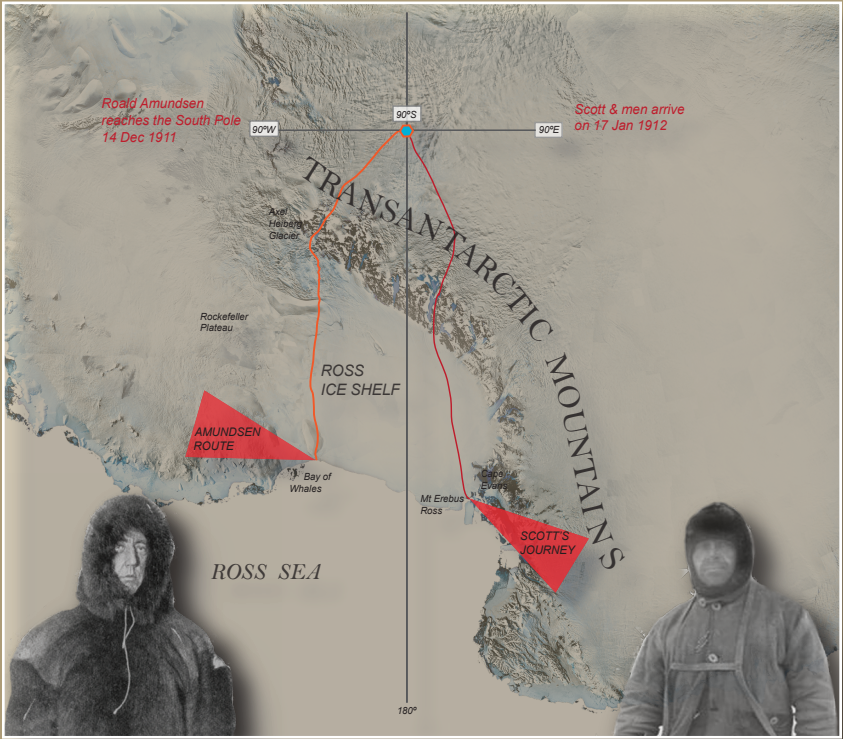 Roald Amundsen
reaches the South Pole
14 Dec 1911
90ºS
90ºW
90ºE
Scott & men arrive
on 17 Jan 1912
TRANSANTARCTIC MOUNTAINS
Axel
Heiberg
Glacier
Rockefeller
Plateau
ROSS
ICE SHELF
AMUNDSEN
ROUTE
Bay of
Whales
Cape
Evans
Mt Erebus
Ross
SCOTT'S
JOURNEY
ROSS SEA
180º